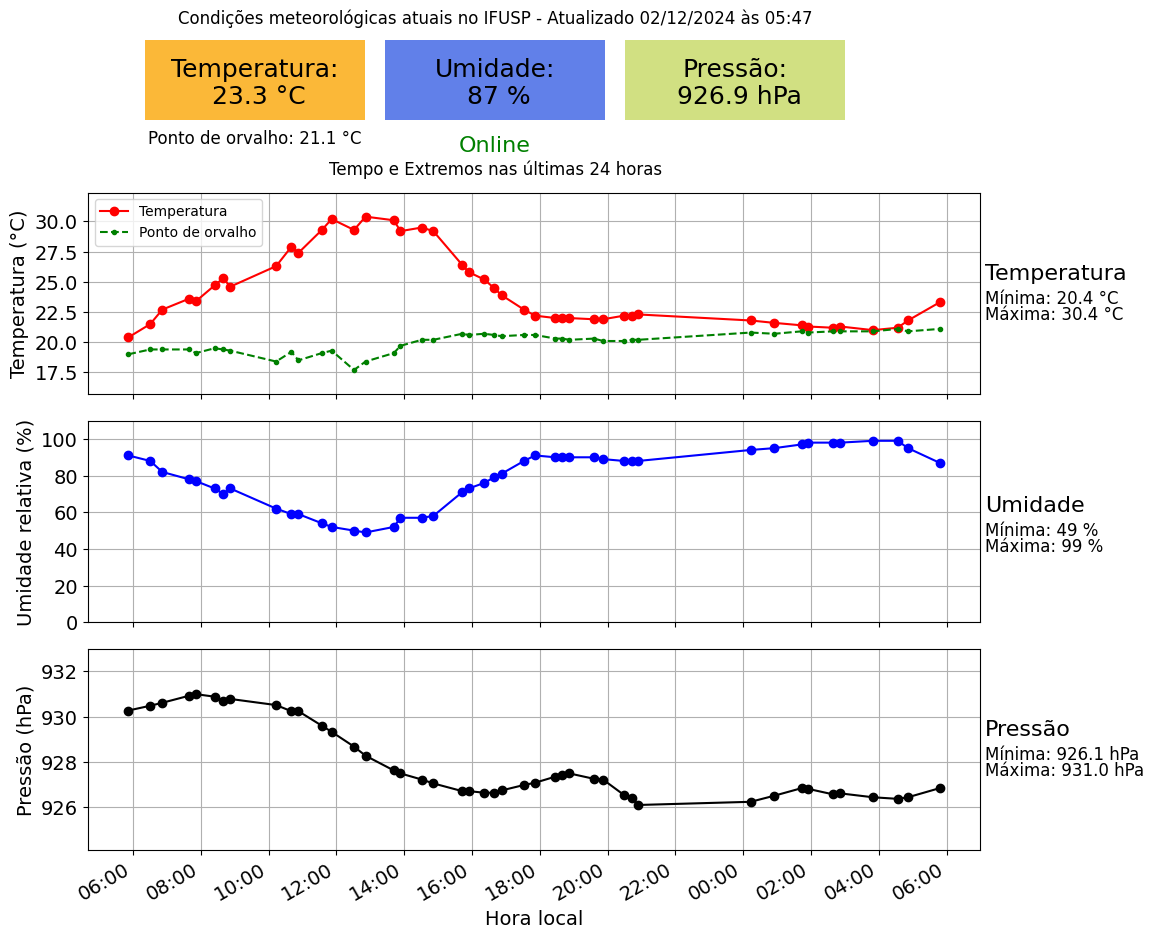 Condições meteorológicas atuais no IFUSP - Atualizado 02/12/2024 às 05:47
Temperatura:
23.3 °C
Umidade:
87 %
Pressão:
926.9 hPa
Ponto de orvalho: 21.1 °C
Online
Tempo e Extremos nas últimas 24 horas
Temperatura (°C)
30.0
27.5
25.0
22.5
20.0
17.5
Temperatura
Ponto de orvalho
Temperatura
Mínima: 20.4 °C
Máxima: 30.4 °C
Umidade relativa (%)
100
80
60
40
20
0
Umidade
Mínima: 49 %
Máxima: 99 %
Pressão (hPa)
932
930
928
926
Pressão
Mínima: 926.1 hPa
Máxima: 931.0 hPa
06:00
08:00
10:00
12:00
14:00
16:00
18:00
20:00
22:00
00:00
02:00
04:00
06:00
Hora local